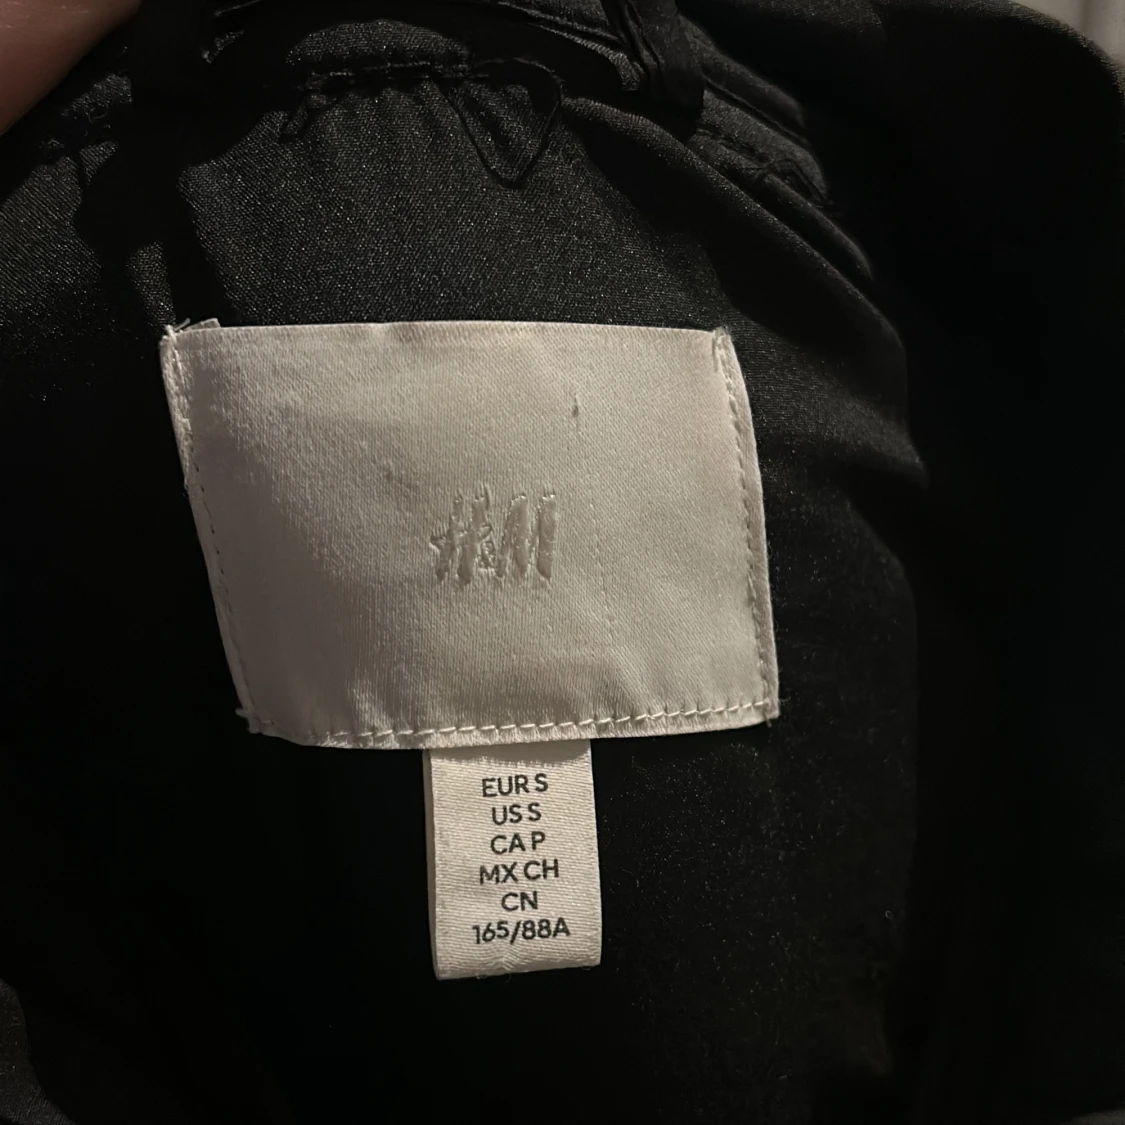 H&M
EUR S
US S
CA P
MX CH
CN
165/88A